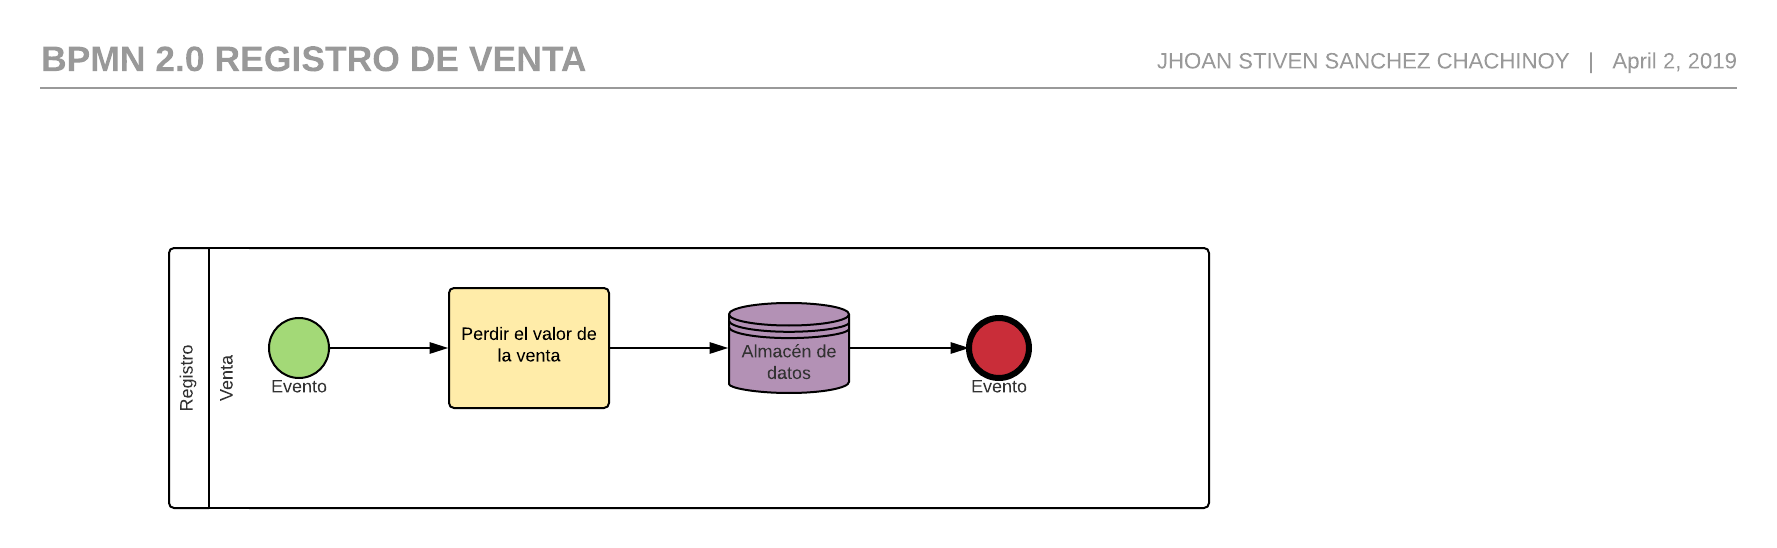 BPMN 2.0 REGISTRO DE VENTA
JHOAN STIVEN SANCHEZ CHACHINOY | April 2, 2019
Registro
Venta
Evento
Perdir el valor de
la venta
Almacén de
datos
Evento